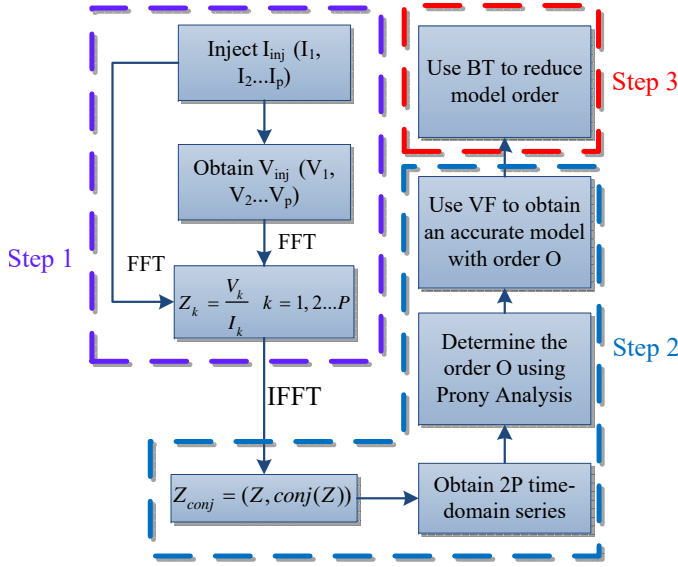 Step 1
Inject I_inj (I_1,
I_2...I_p)
Obtain V_inj (V_1,
V_2...V_p)
FFT
FFT
Z_k = V_k / I_k   k = 1, 2...P
IFFT
Z_conj = (Z, conj(Z))
Obtain 2P time-
domain series
Step 2
Determine the
order O using
Prony Analysis
Use VF to obtain
an accurate model
with order O
Step 3
Use BT to reduce
model order